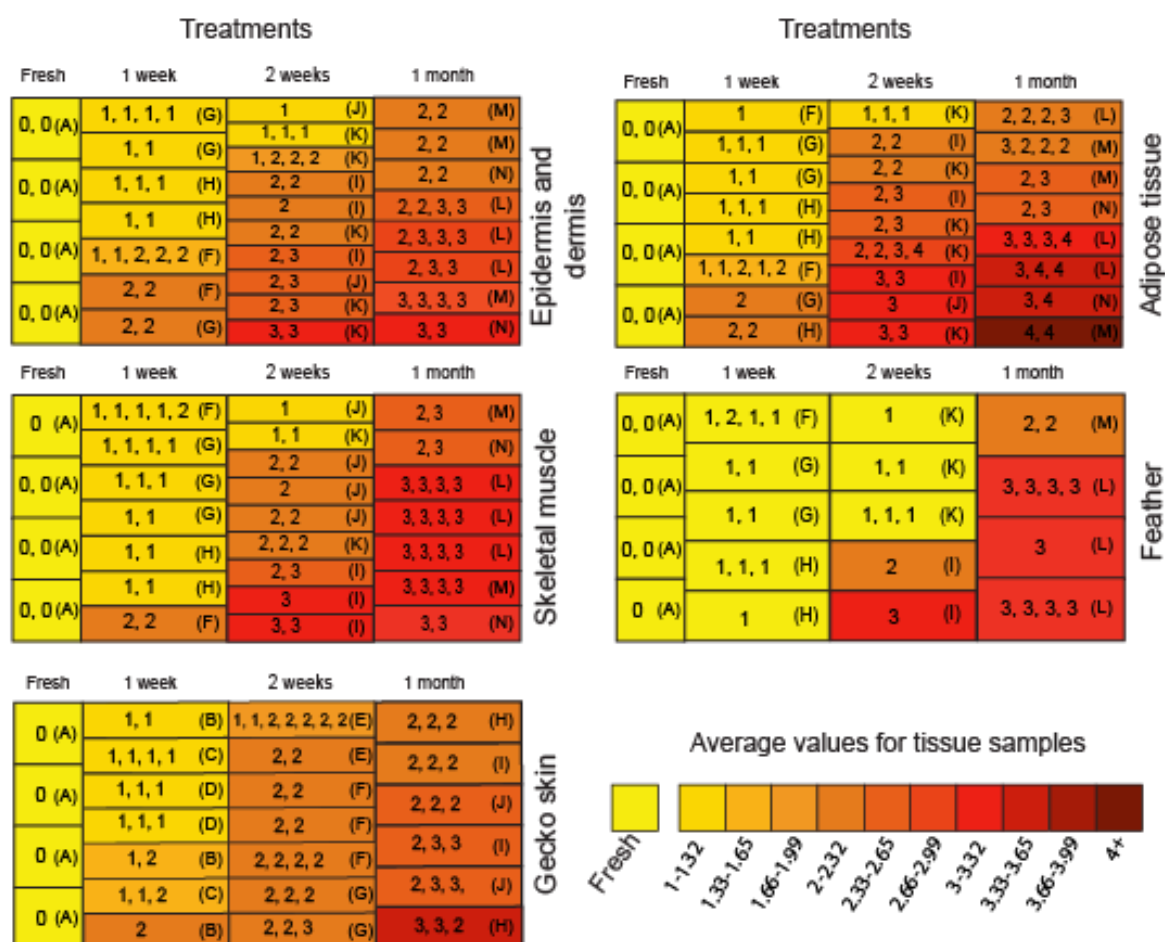 Treatments
Fresh 1 week 2 weeks 1 month
0, 0(A)
0, 0(A)
0, 0(A)
0, 0(A)
1, 1, 1, 1 (G)
1, 1 (G)
1, 1, 1 (H)
1, 1 (H)
1, 1, 2, 2, 2 (F)
2, 2 (F)
2, 2 (G)
1 (J)
1, 1, 1 (K)
1, 2, 2, 2 (K)
2, 2 (I)
2 (I)
2, 2 (K)
2, 3 (I)
2, 3 (J)
2, 3 (K)
3, 3 (K)
2, 2 (M)
2, 2 (M)
2, 2 (N)
2, 2, 3, 3 (L)
2, 3, 3, 3 (L)
2, 3, 3 (L)
3, 3, 3, 3 (M)
3, 3 (N)
Epidermis and
dermis
Treatments
Fresh 1 week 2 weeks 1 month
0, 0(A)
0, 0(A)
0, 0(A)
0, 0(A)
1 (F)
1, 1, 1 (G)
1, 1 (G)
1, 1, 1 (H)
1, 1 (H)
1, 1, 2, 1, 2 (F)
2 (G)
2, 2 (H)
1, 1, 1 (K)
2, 2 (I)
2, 2 (K)
2, 3 (I)
2, 3 (K)
2, 2, 3, 4 (K)
3, 3 (I)
3 (J)
3, 3 (K)
2, 2, 2, 3 (L)
3, 2, 2, 2 (M)
2, 3 (M)
2, 3 (N)
3, 3, 3, 4 (L)
3, 4, 4 (L)
3, 4 (N)
4, 4 (M)
Adipose tissue
Fresh 1 week 2 weeks 1 month
0 (A)
0, 0(A)
0, 0(A)
0, 0(A)
1, 1, 1, 1, 2 (F)
1, 1, 1, 1 (G)
1, 1, 1 (G)
1, 1 (G)
1, 1 (H)
1, 1 (H)
2, 2 (F)
1 (J)
1, 1 (K)
2, 2 (J)
2 (J)
2, 2 (J)
2, 2, 2 (K)
2, 3 (I)
3 (I)
3, 3 (I)
2, 3 (M)
2, 3 (N)
3, 3, 3, 3 (L)
3, 3, 3, 3 (L)
3, 3, 3, 3 (L)
3, 3, 3, 3 (M)
3, 3 (N)
Skeletal muscle
Fresh 1 week 2 weeks 1 month
0, 0(A)
0, 0(A)
0, 0(A)
0 (A)
1, 2, 1, 1 (F)
1, 1 (G)
1, 1 (G)
1, 1, 1 (H)
1 (H)
1 (K)
1, 1 (K)
1, 1, 1 (K)
2 (I)
3 (I)
2, 2 (M)
3, 3, 3, 3 (L)
3 (L)
3, 3, 3, 3 (L)
Feather
Fresh 1 week 2 weeks 1 month
0 (A)
0 (A)
0 (A)
0 (A)
1, 1 (B)
1, 1, 1, 1 (C)
1, 1, 1 (D)
1, 1, 1 (D)
1, 2 (B)
1, 1, 2 (C)
2 (B)
1, 1, 2, 2, 2, 2, 2(E)
2, 2 (E)
2, 2 (F)
2, 2 (F)
2, 2, 2, 2 (F)
2, 2, 2 (G)
2, 2, 3 (G)
2, 2, 2 (H)
2, 2, 2 (I)
2, 2, 2 (J)
2, 3, 3 (I)
2, 3, 3, (J)
3, 3, 2 (H)
Gecko skin
Average values for tissue samples
Fresh
1-1.32
1.33-1.65
1.66-1.99
2-2.32
2.33-2.65
2.66-2.99
3-3.32
3.33-3.65
3.66-3.99
4+